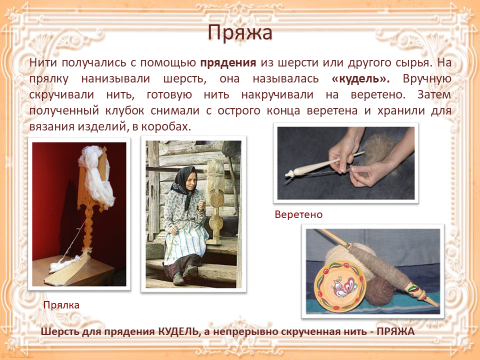 Пряжа
Нити получались с помощью прядения из шерсти или другого сырья. На
прялку нанизывали шерсть, она называлась «кудель». Вручную
скручивали нить, готовую нить накручивали на веретено. Затем
полученный клубок снимали с острого конца веретена и хранили для
вязания изделий, в коробах.
Веретено
Прялка
Шерсть для прядения КУДЕЛЬ, а непрерывно скрученная нить - ПРЯЖА